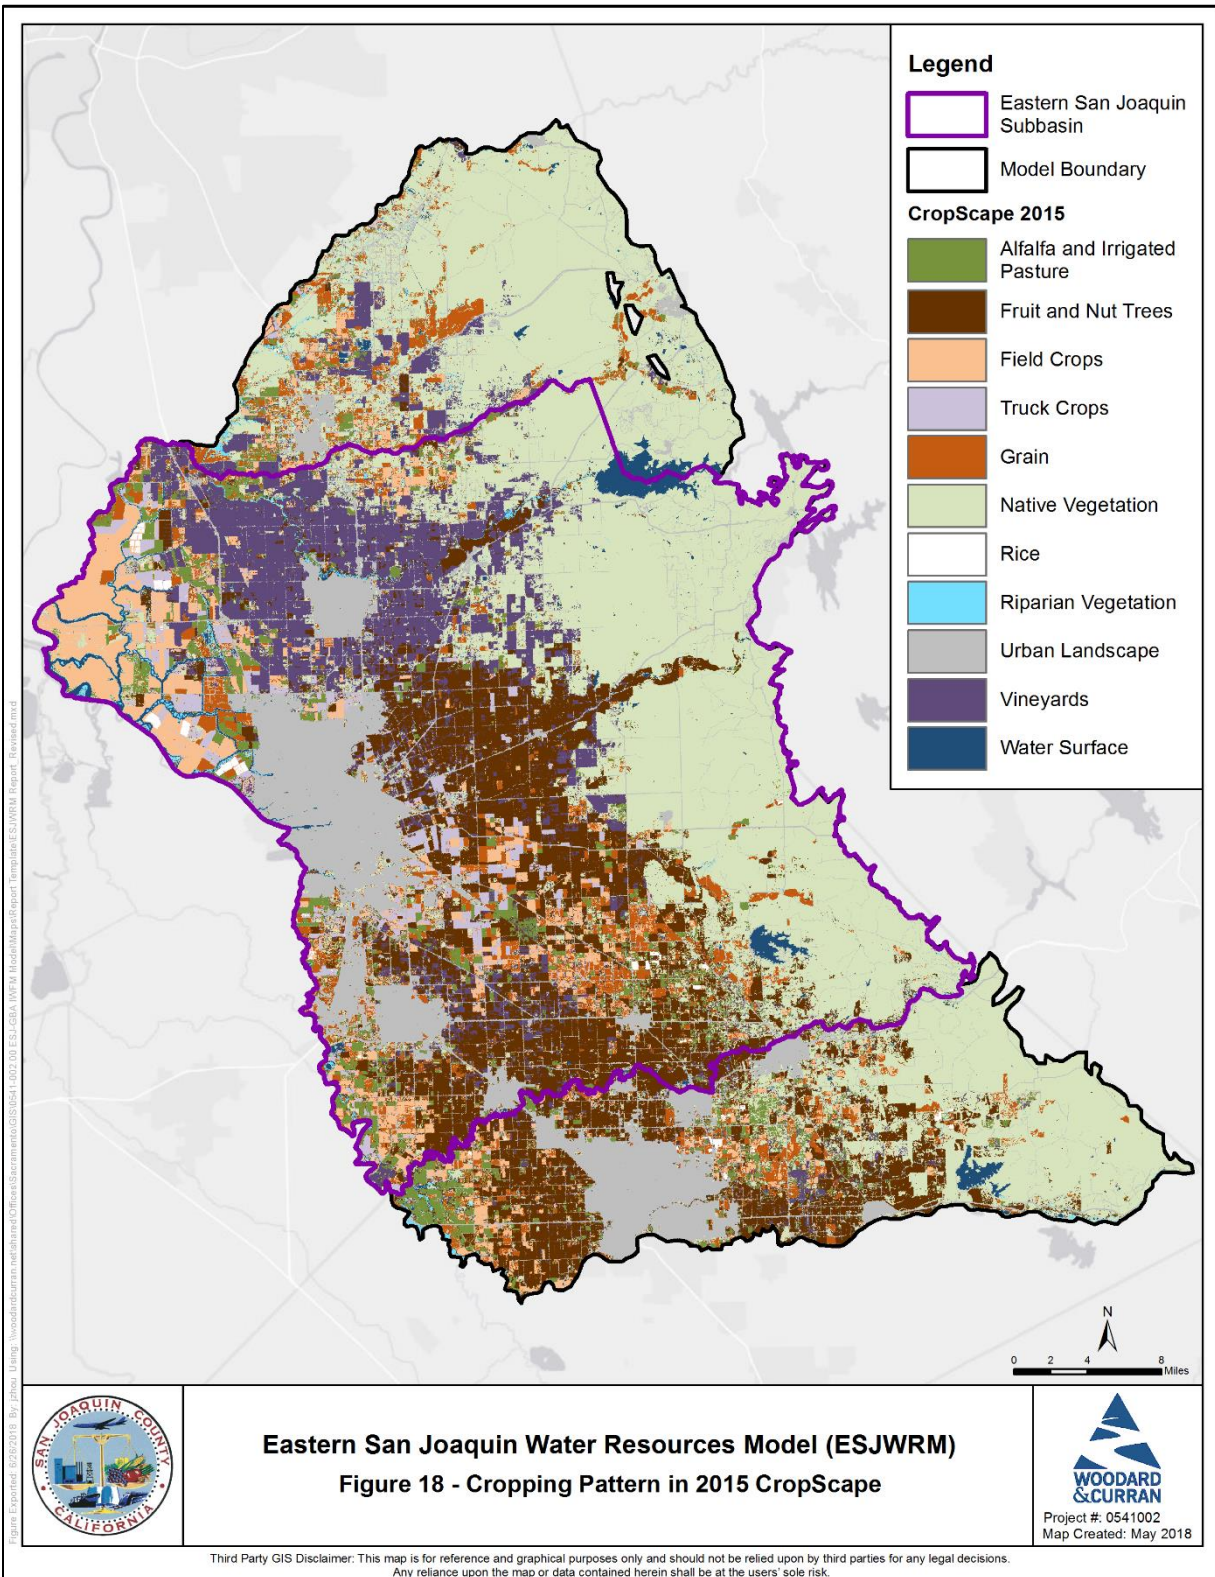 Legend
Eastern San Joaquin
Subbasin
Model Boundary
CropScape 2015
Alfalfa and Irrigated
Pasture
Fruit and Nut Trees
Field Crops
Truck Crops
Grain
Native Vegetation
Rice
Riparian Vegetation
Urban Landscape
Vineyards
Water Surface
N
0 2 4 8
Miles
SAN JOAQUIN COUNTY
CALIFORNIA
Eastern San Joaquin Water Resources Model (ESJWRM)
Figure 18 - Cropping Pattern in 2015 CropScape
WOODARD
&CURRAN
Project #: 0541002
Map Created: May 2018
Third Party GIS Disclaimer: This map is for reference and graphical purposes only and should not be relied upon by third parties for any legal decisions.
Any reliance upon the map or data contained herein shall be at the users' sole risk.